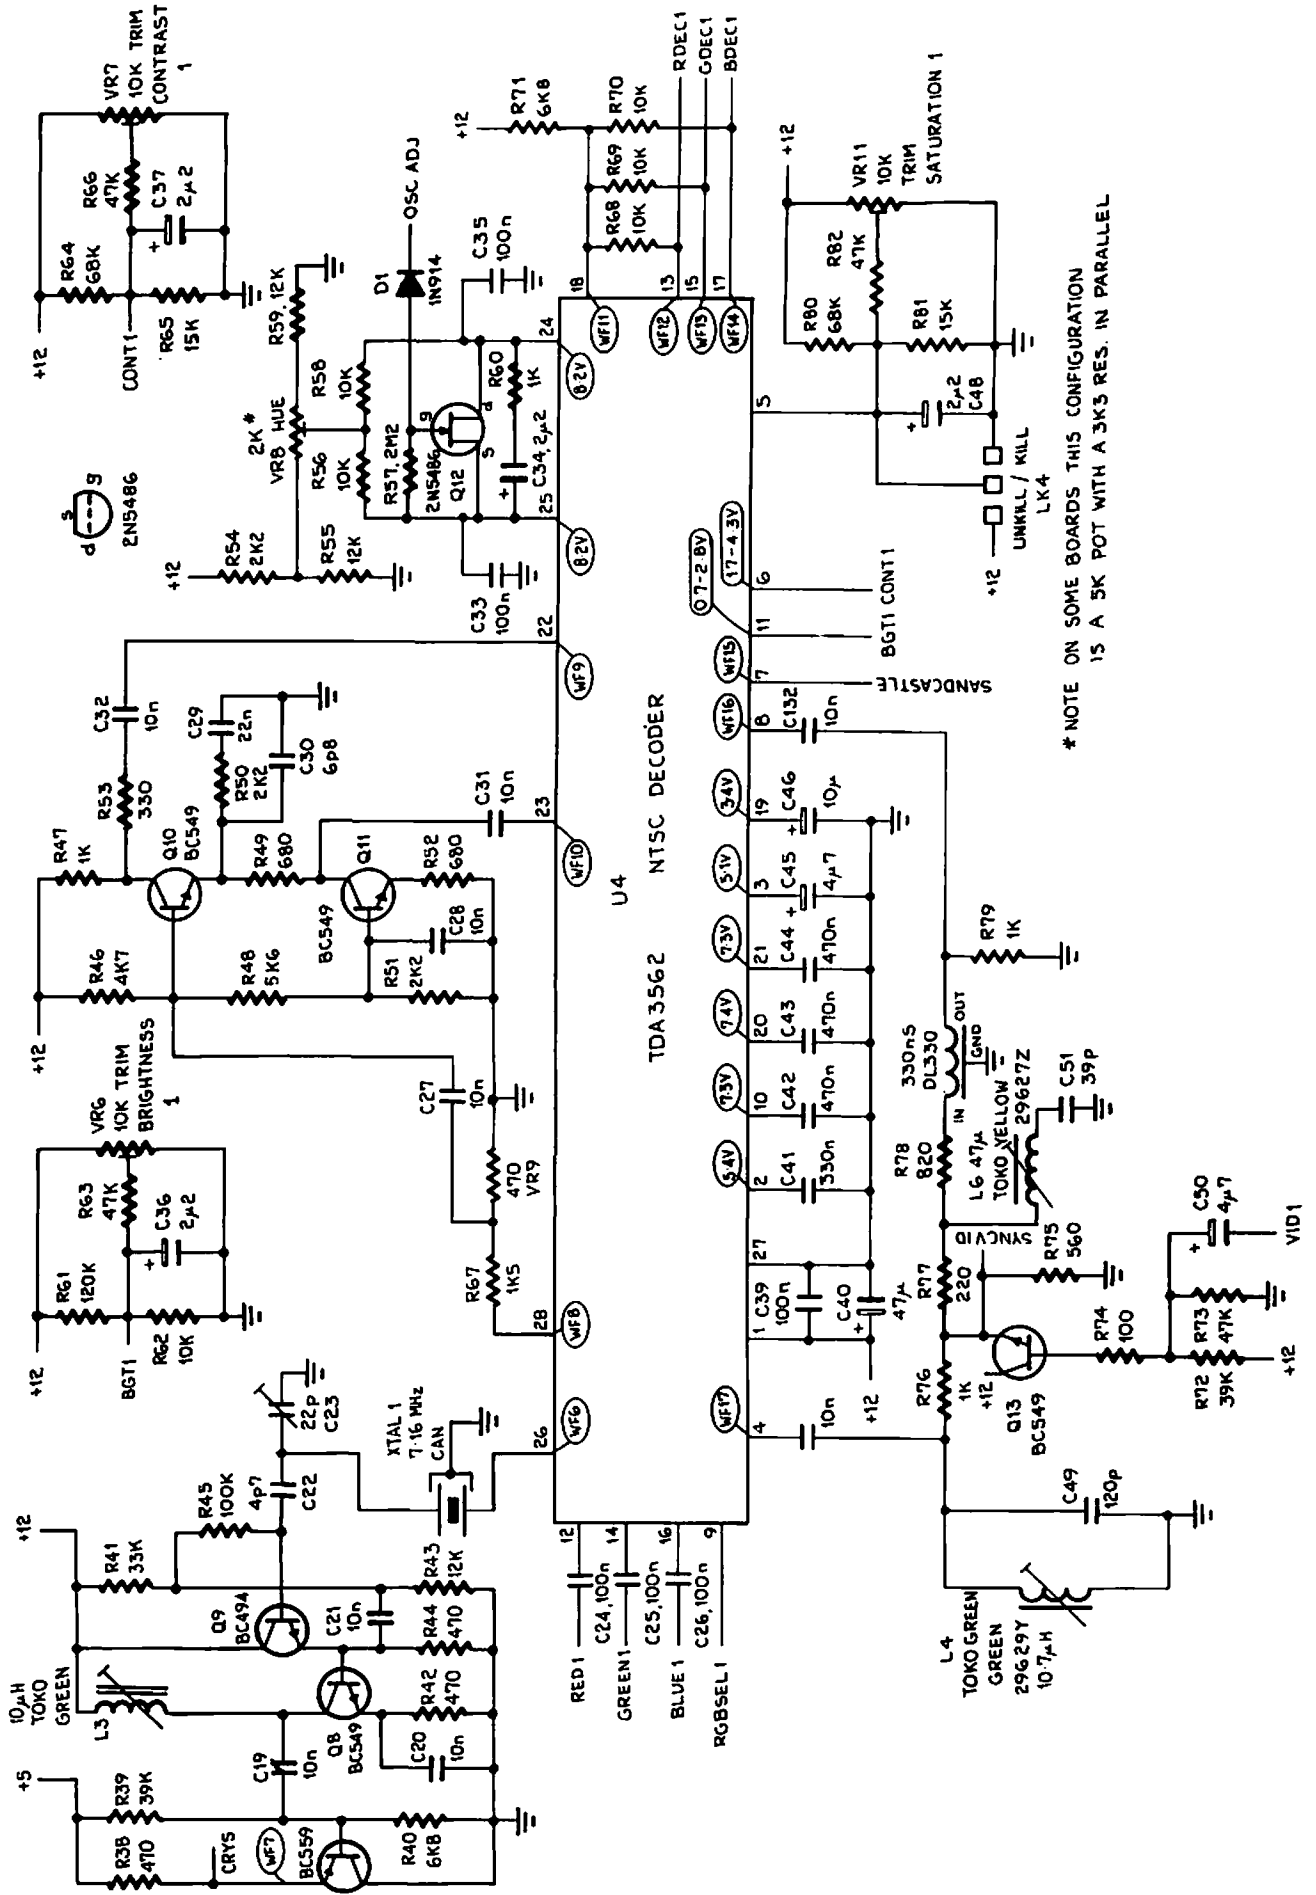 +5
R38
470
R39
39K
CRYS
WF7
BC559
R40
6K8
10µH
TOKO
GREEN
L3
C19
10n
Q8
BC549
C20
10n
R42
470
+12
R41
33K
Q9
BC494
R45
100K
4p7
C22
C21
10n
R44
470
R43
12K
22p
C23
XTAL 1
7·16 MHz
CAN
+12
R61
120K
BGT1
R62
10K
R63
47K
C36
2µ2
+
VR6
10K TRIM
BRIGHTNESS
1
R67
1K5
470
VR9
C27
10n
+12
R46
4K7
R47
1K
Q10
BC549
R48
5K6
R49
680
BC549
Q11
R51
2K2
C28
10n
R52
680
R53
330
C32
10n
R50
2K2
C29
22n
C30
6p8
C31
10n
+12
R54
2K2
R55
12K
d
s
g
2N5486
VR8 HUE
2K*
R59, 12K
R56
10K
R58
10K
R57, 2M2
2N5486
Q12
g
s
d
D1
1N914
OSC ADJ
C33
100n
C34, 2µ2
+
R60
1K
C35
100n
+12
R64
68K
CONT1
R65
15K
R66
47K
C37
2µ2
+
VR7
10K TRIM
CONTRAST
1
+12
R71
6K8
R68
10K
R69
10K
R70
10K
RDEC1
GDEC1
BDEC1
26
WF6
28
WF8
23
WF10
22
WF9
25
8·2V
24
8·2V
18
WF11
13
WF12
15
WF13
17
WF14
U4
TDA3562 NTSC DECODER
RED 1
C24, 100n
12
GREEN1
C25, 100n
14
BLUE 1
C26, 100n
16
RGBSEL1
9
WF17
4
10n
1
27
C39
100n
C40
47µ
+
+12
5·4V
2
C41
330n
7·3V
10
C42
470n
7·4V
20
C43
470n
7·3V
21
C44
470n
5·1V
3
C45
4µ7
+
3·4V
19
C46
10µ
+
WF16
8
C132
10n
WF15
7
SANDCASTLE
0·7-2·8V
11
BGT1
1·7-4·3V
6
CONT1
5
R80
68K
R82
47K
R81
15K
2µ2
C48
+
+12
VR11
10K
TRIM
SATURATION 1
+12
UNKILL / KILL
LK4
L4
TOKO GREEN
GREEN
29629Y
10·7µH
C49
120p
R76
1K
+12
Q13
BC549
R77
220
SYNCVID
R75
560
R74
100
R72
39K
R73
47K
+12
C50
4µ7
+
VID1
R78
820
L6 47µ
TOKO YELLOW
29627Z
C51
39p
330nS
DL330
IN
GND
OUT
R79
1K
* NOTE ON SOME BOARDS THIS CONFIGURATION
IS A 5K POT WITH A 3K3 RES. IN PARALLEL